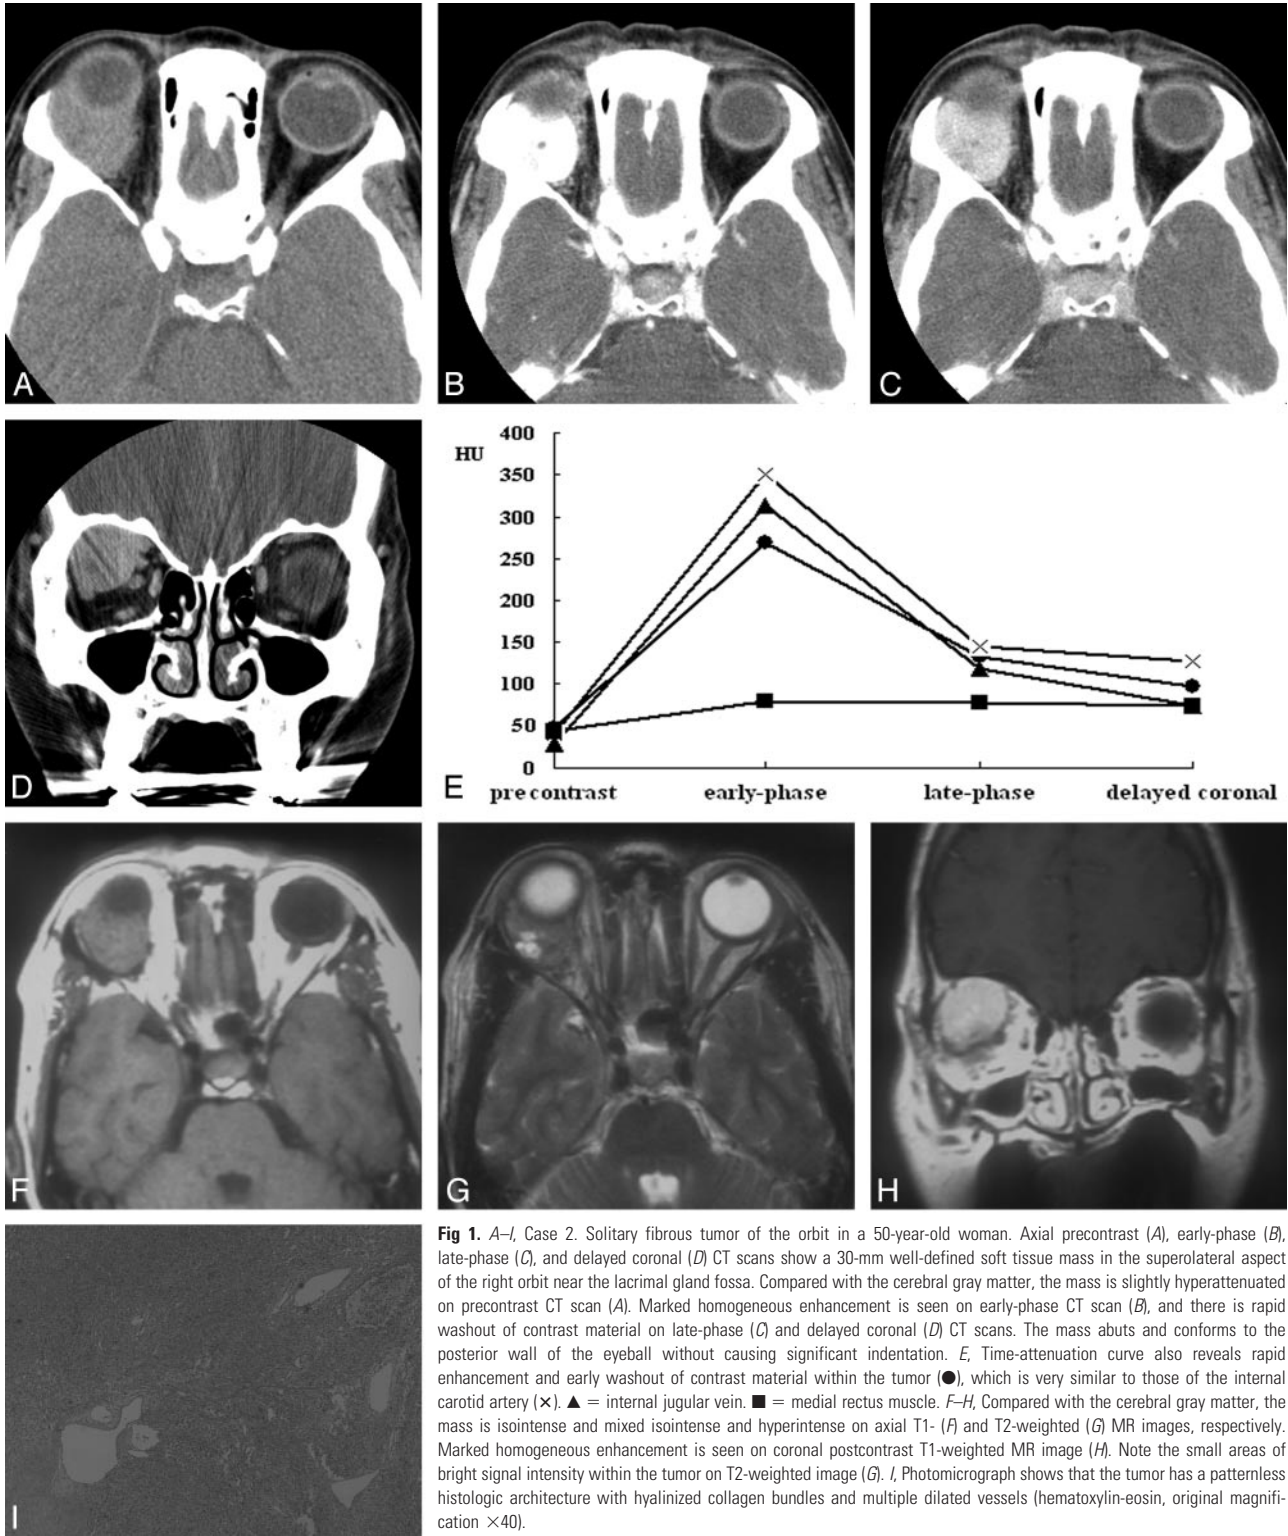 A
B
C
D
E
HU
400
350
300
250
200
150
100
50
0
precontrast early-phase late-phase delayed coronal
F
G
H
I
Fig 1. A–I, Case 2. Solitary fibrous tumor of the orbit in a 50-year-old woman. Axial precontrast (A), early-phase (B),
late-phase (C), and delayed coronal (D) CT scans show a 30-mm well-defined soft tissue mass in the superolateral aspect
of the right orbit near the lacrimal gland fossa. Compared with the cerebral gray matter, the mass is slightly hyperattenuated
on precontrast CT scan (A). Marked homogeneous enhancement is seen on early-phase CT scan (B), and there is rapid
washout of contrast material on late-phase (C) and delayed coronal (D) CT scans. The mass abuts and conforms to the
posterior wall of the eyeball without causing significant indentation. E, Time-attenuation curve also reveals rapid
enhancement and early washout of contrast material within the tumor (●), which is very similar to those of the internal
carotid artery (×). ▲ = internal jugular vein. ■ = medial rectus muscle. F–H, Compared with the cerebral gray matter, the
mass is isointense and mixed isointense and hyperintense on axial T1- (F) and T2-weighted (G) MR images, respectively.
Marked homogeneous enhancement is seen on coronal postcontrast T1-weighted MR image (H). Note the small areas of
bright signal intensity within the tumor on T2-weighted image (G). I, Photomicrograph shows that the tumor has a patternless
histologic architecture with hyalinized collagen bundles and multiple dilated vessels (hematoxylin-eosin, original magnifi-
cation ×40).